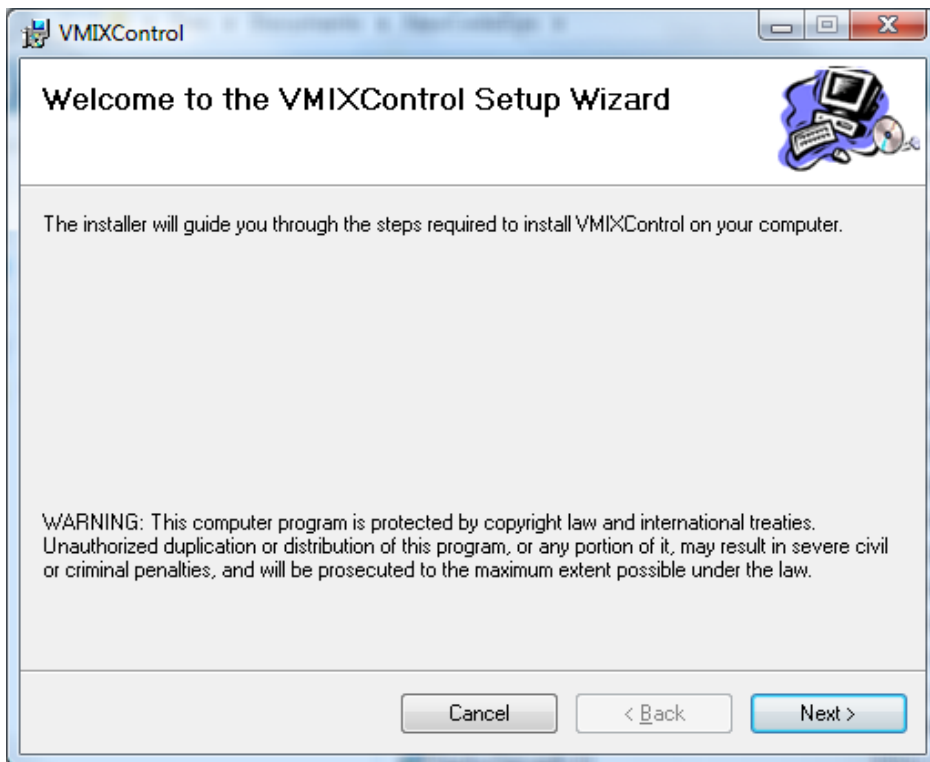 VMIXControl
Welcome to the VMIXControl Setup Wizard
The installer will guide you through the steps required to install VMIXControl on your computer.
WARNING: This computer program is protected by copyright law and international treaties.
Unauthorized duplication or distribution of this program, or any portion of it, may result in severe civil
or criminal penalties, and will be prosecuted to the maximum extent possible under the law.
Cancel
< Back
Next >